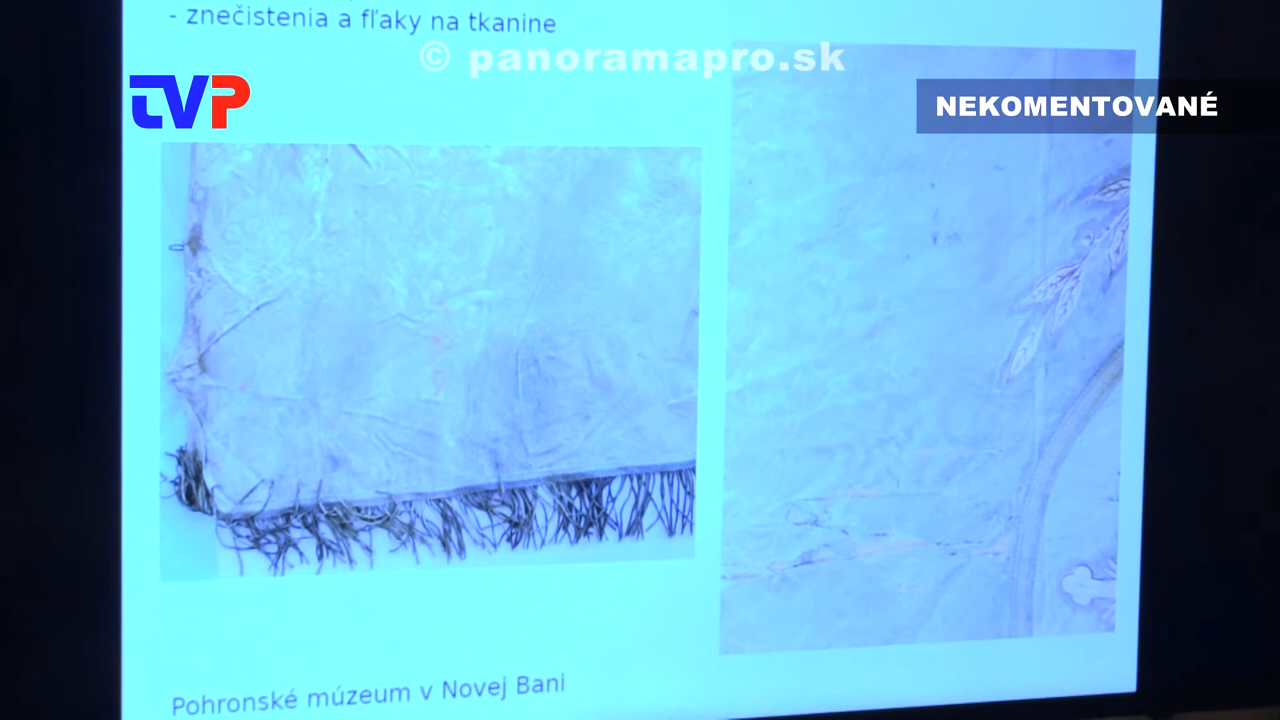 - znečistenia a fľaky na tkanine
© panoramapro.sk
TVP
NEKOMENTOVANÉ
Pohronské múzeum v Novej Bani